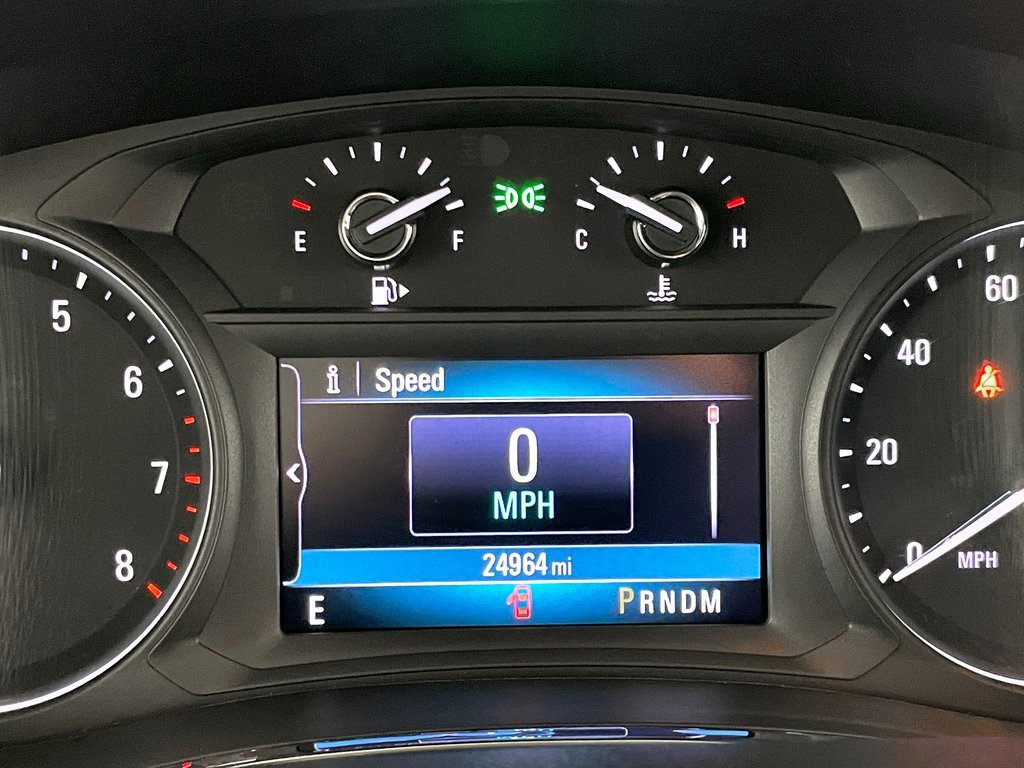 E F C H
5 6 7 8
i Speed
0
MPH
24964 mi
E PRNDM
60
40
20
0
MPH